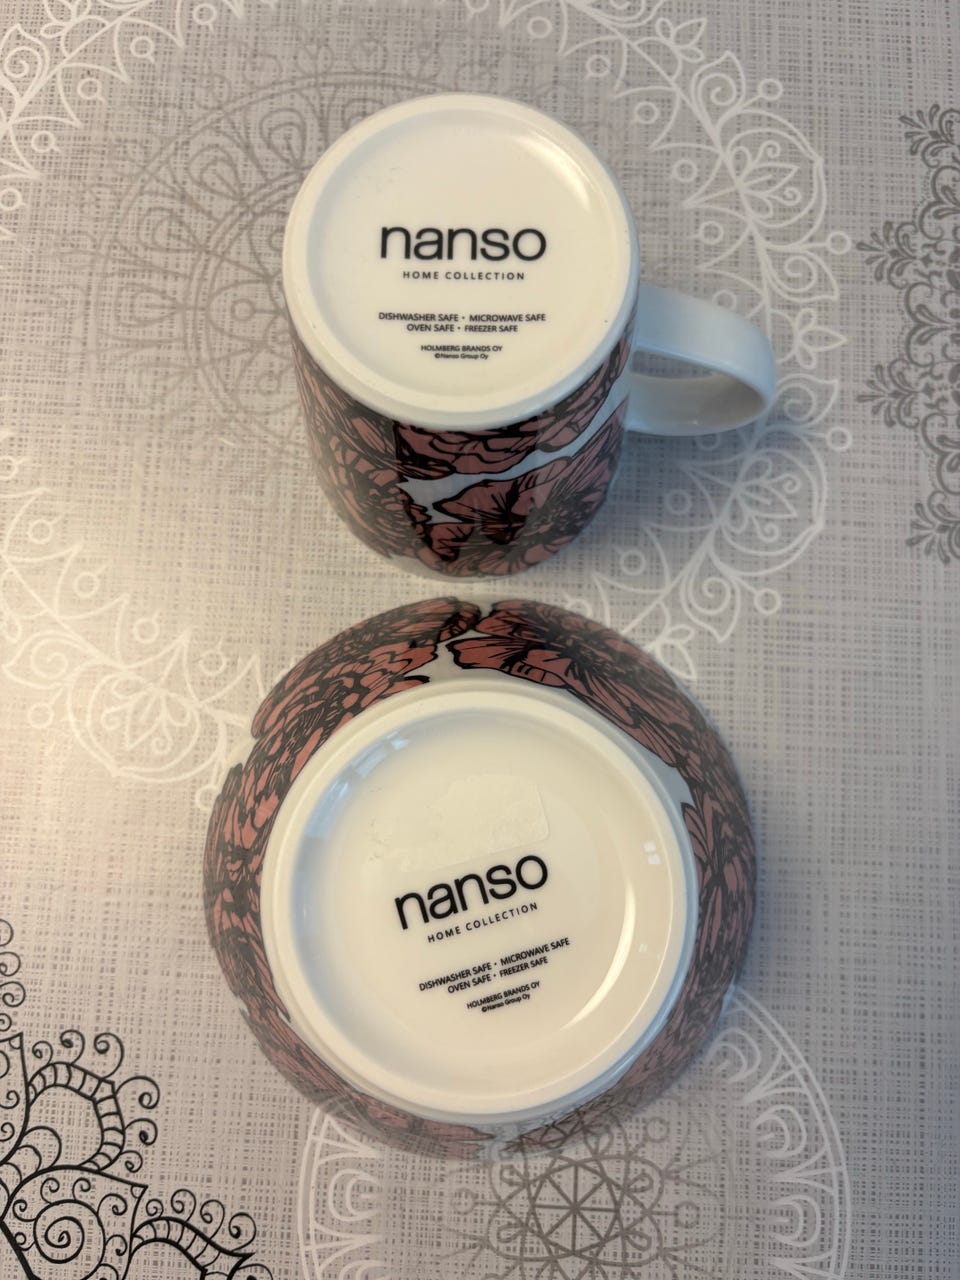 nanso
HOME COLLECTION
DISHWASHER SAFE • MICROWAVE SAFE
OVEN SAFE • FREEZER SAFE
HOLMBERG BRANDS OY
©Nanso Group Oy
nanso
HOME COLLECTION
DISHWASHER SAFE • MICROWAVE SAFE
OVEN SAFE • FREEZER SAFE
HOLMBERG BRANDS OY
©Nanso Group Oy